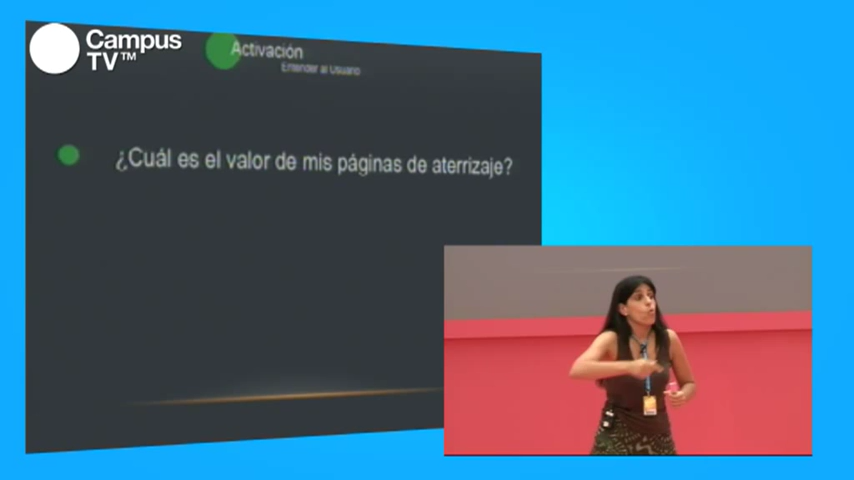 Campus
TV™
Activación
Entender al Usuario
¿Cuál es el valor de mis páginas de aterrizaje?